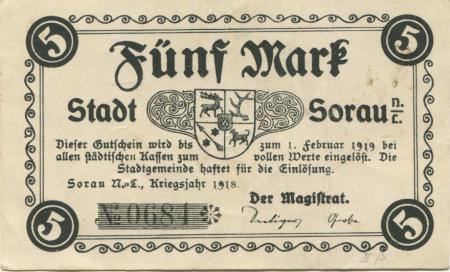 5 5
Fünf Mark
Stadt Sorau n./L.
Dieser Gutschein wird bis zum 1. Februar 1919 bei
allen städtischen Kassen zum vollen Werte eingelöst. Die
Stadtgemeinde haftet für die Einlösung.
Sorau N.-L., Kriegsjahr 1918.
Der Magistrat.
No 0684
5 5